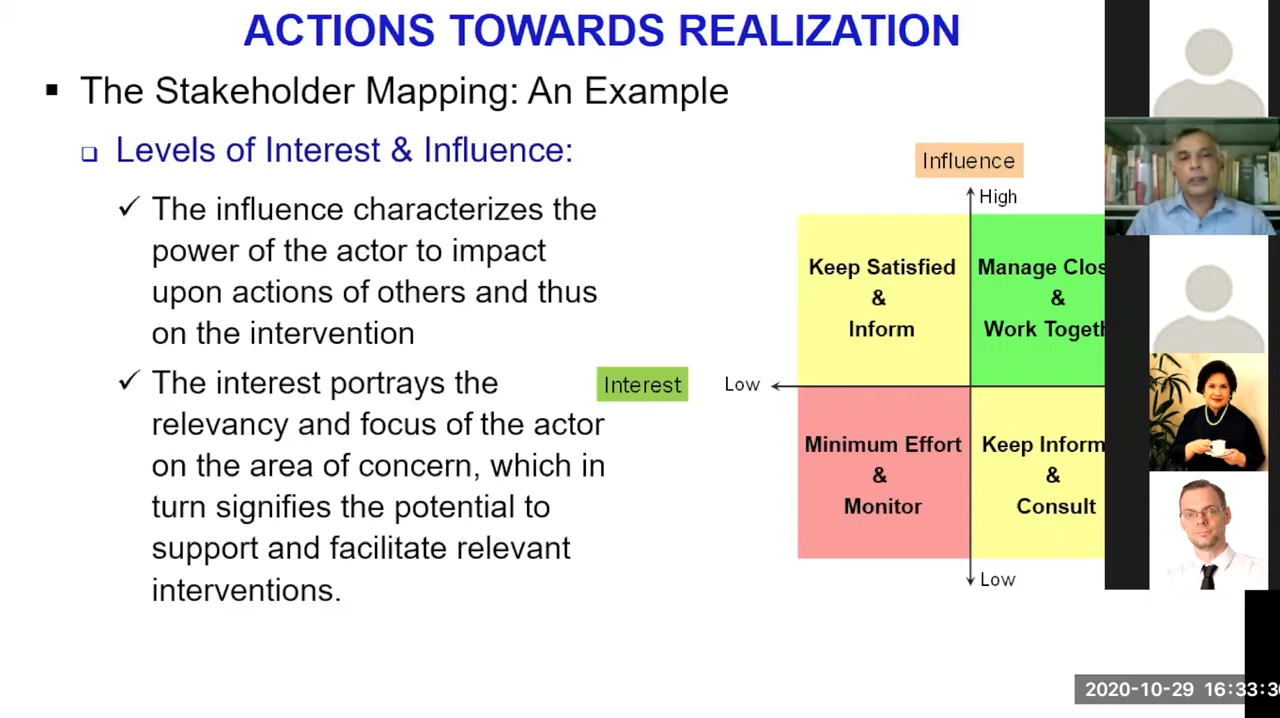 ACTIONS TOWARDS REALIZATION
The Stakeholder Mapping: An Example
Levels of Interest & Influence:
The influence characterizes the
power of the actor to impact
upon actions of others and thus
on the intervention
The interest portrays the
relevancy and focus of the actor
on the area of concern, which in
turn signifies the potential to
support and facilitate relevant
interventions.
Influence
High
Keep Satisfied
&
Inform
Manage
&
Work
Interest
Low
Minimum Effort
&
Monitor
Keep
&
Consult
Low
2020-10-29